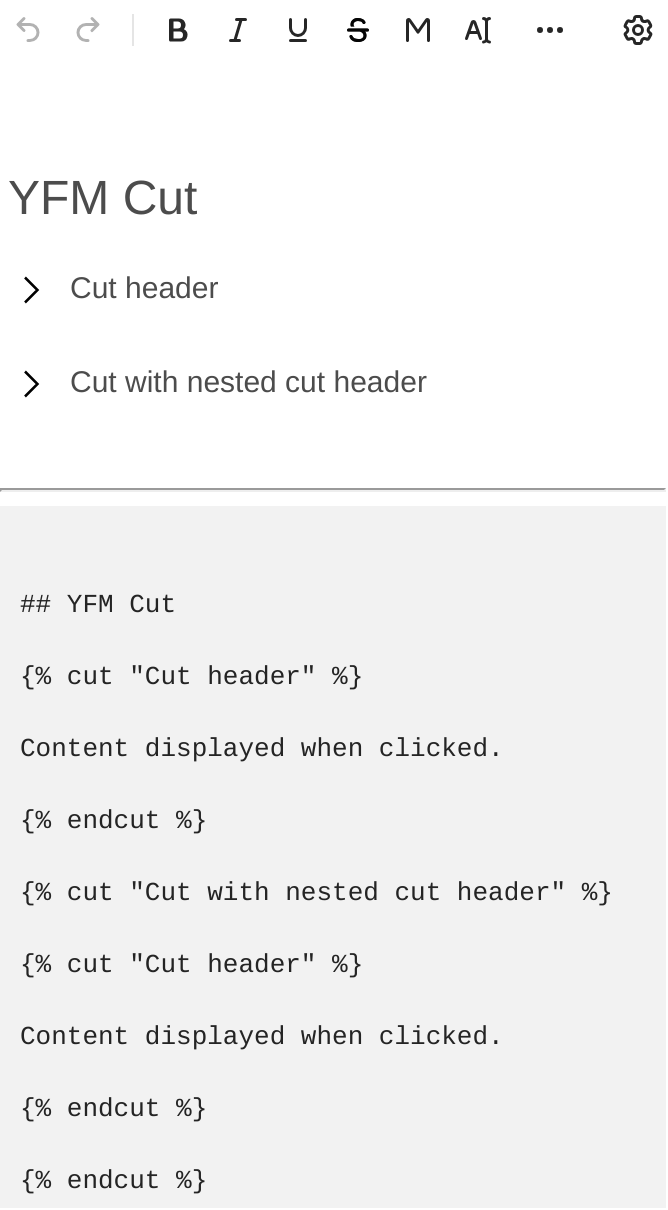 YFM Cut
Cut header
Cut with nested cut header
## YFM Cut
{% cut "Cut header" %}
Content displayed when clicked.
{% endcut %}
{% cut "Cut with nested cut header" %}
{% cut "Cut header" %}
Content displayed when clicked.
{% endcut %}
{% endcut %}